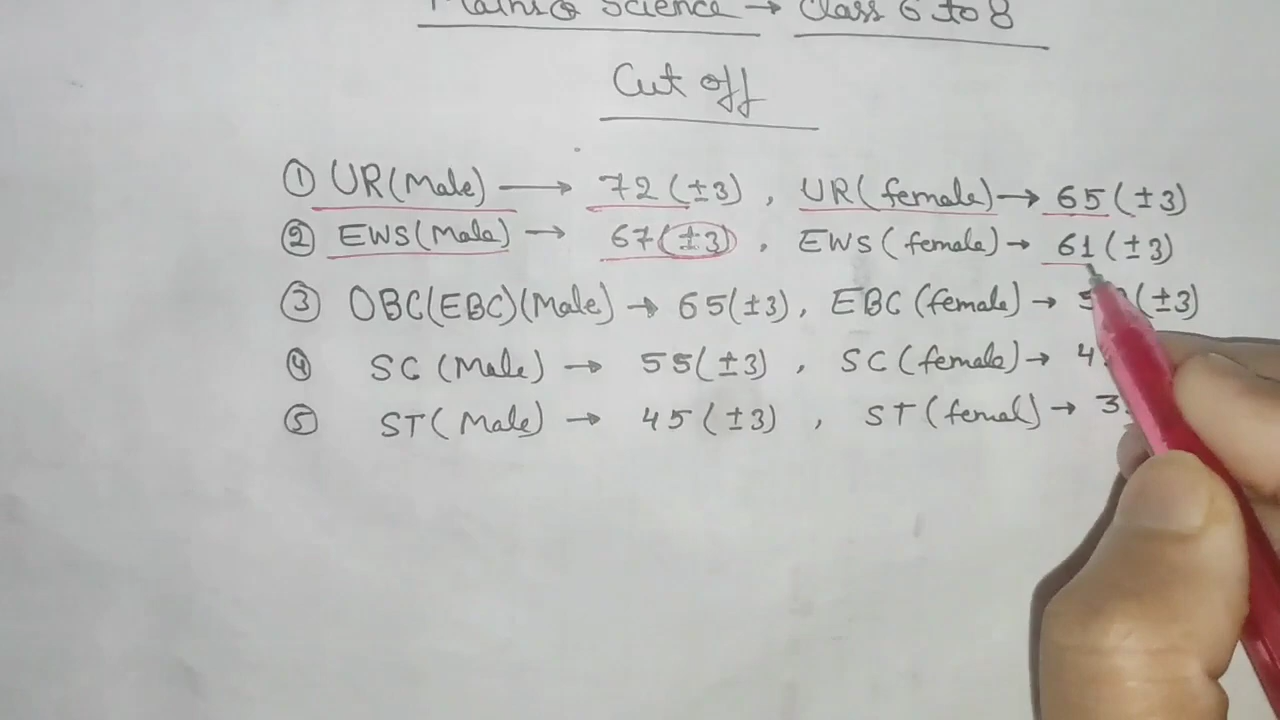 Maths & Science → Class 6 to 8
Cut off
① UR(Male) → 72(±3), UR(female) → 65(±3)
② EWS(Male) → 67(±3), EWS(female) → 61(±3)
③ OBC(EBC)(Male) → 65(±3), EBC(female) → (±3)
④ SC(Male) → 55(±3), SC(female) →
⑤ ST(Male) → 45(±3), ST(femal) →